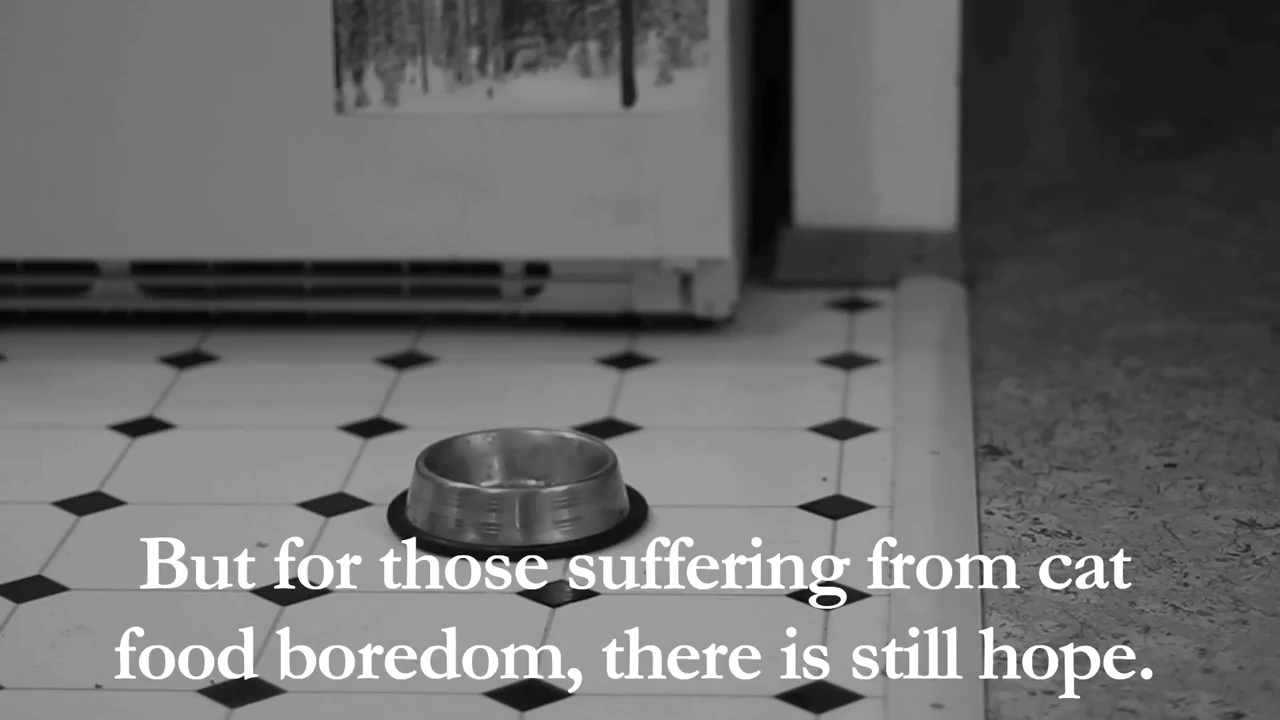 But for those suffering from cat
food boredom, there is still hope.